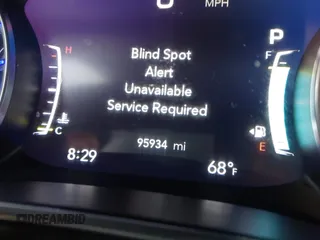 MPH
P
H
F
Blind Spot
Alert
Unavailable
Service Required
C
E
95934 mi
8:29
68°F
DREAMBID